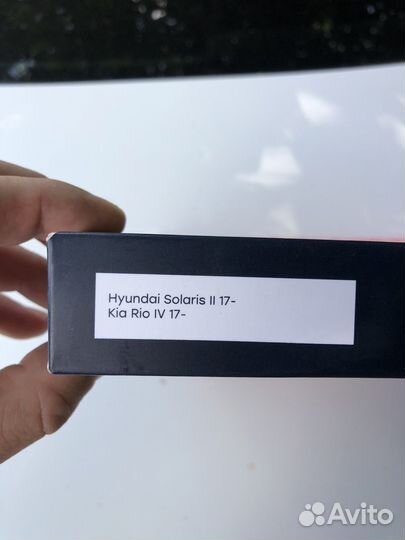 Hyundai Solaris II 17-
Kia Rio IV 17-
Avito